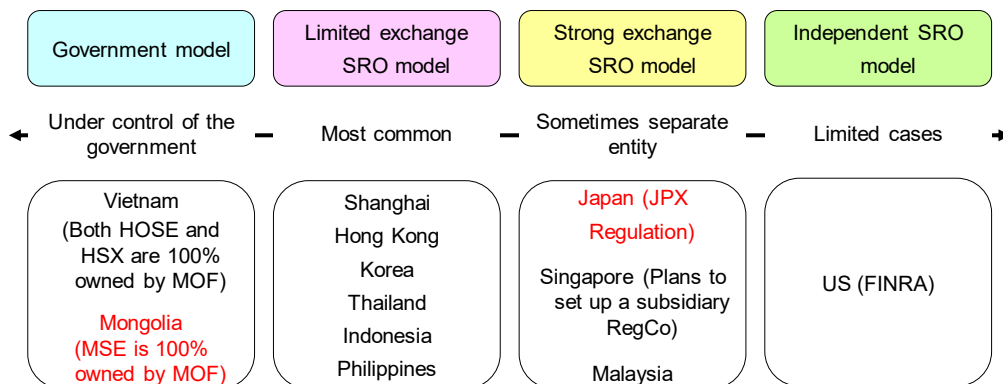 Government model
Limited exchange
SRO model
Strong exchange
SRO model
Independent SRO
model
Under control of the
government
Most common
Sometimes separate
entity
Limited cases
Vietnam
(Both HOSE and
HSX are 100%
owned by MOF)
Mongolia
(MSE is 100%
owned by MOF)
Shanghai
Hong Kong
Korea
Thailand
Indonesia
Philippines
Japan (JPX
Regulation)
Singapore (Plans to
set up a subsidiary
RegCo)
Malaysia
US (FINRA)